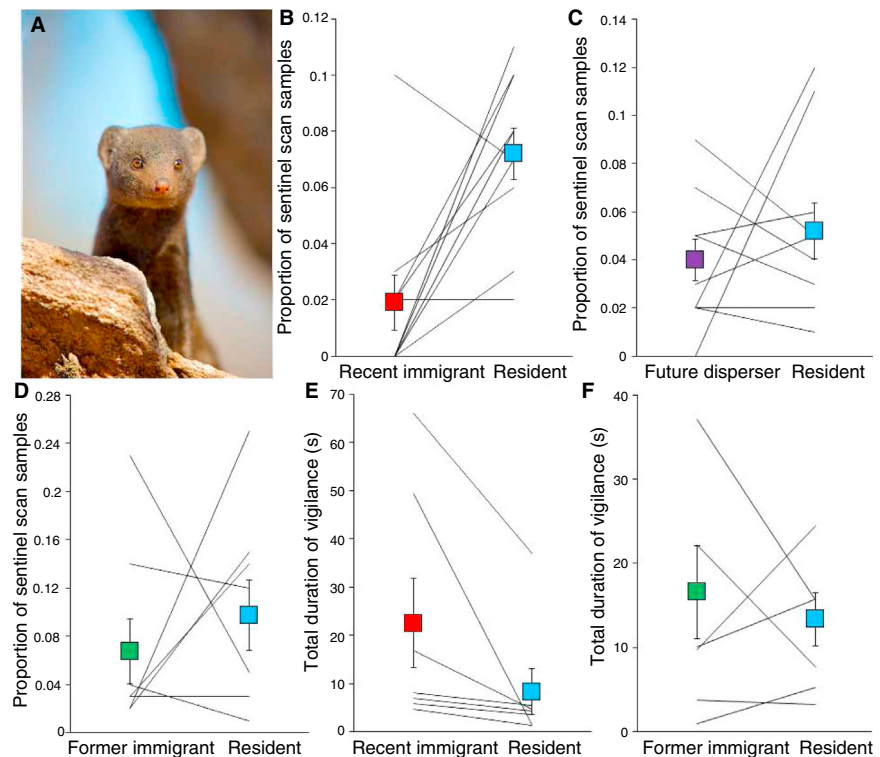 A
B
Proportion of sentinel scan samples
0.12
0.1
0.08
0.06
0.04
0.02
0
Recent immigrant Resident
C
Proportion of sentinel scan samples
0.14
0.12
0.1
0.08
0.06
0.04
0.02
0
Future disperser Resident
D
Proportion of sentinel scan samples
0.28
0.24
0.2
0.16
0.12
0.08
0.04
0
Former immigrant Resident
E
Total duration of vigilance (s)
70
60
50
40
30
20
10
0
Recent immigrant Resident
F
Total duration of vigilance (s)
40
30
20
10
0
Former immigrant Resident